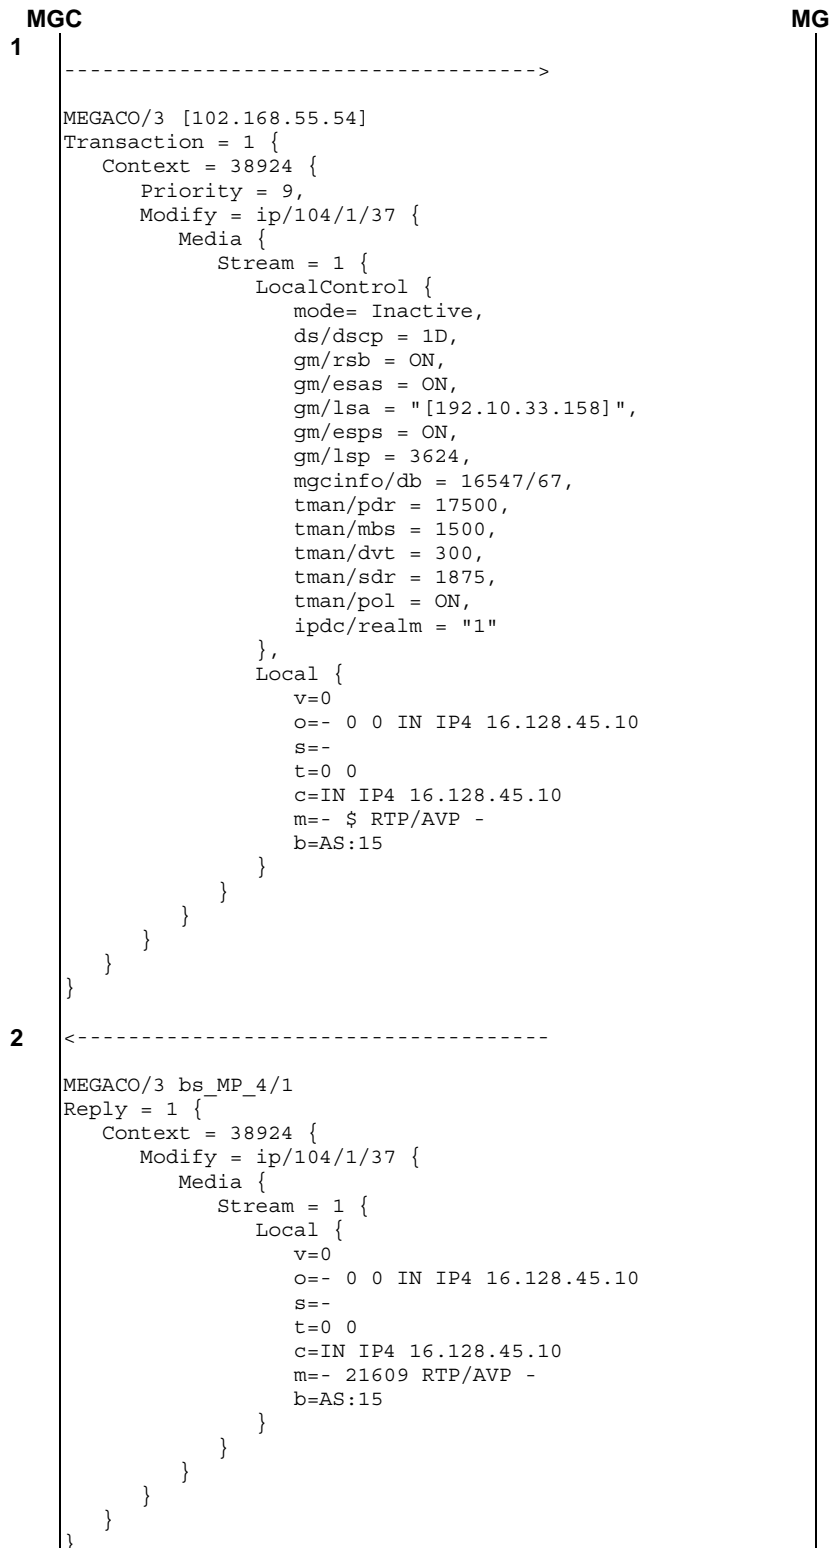 MGC MG
1
------------------------------------->
MEGACO/3 [102.168.55.54]
Transaction = 1 {
   Context = 38924 {
      Priority = 9,
      Modify = ip/104/1/37 {
         Media {
            Stream = 1 {
               LocalControl {
                  mode= Inactive,
                  ds/dscp = 1D,
                  gm/rsb = ON,
                  gm/esas = ON,
                  gm/lsa = "[192.10.33.158]",
                  gm/esps = ON,
                  gm/lsp = 3624,
                  mgcinfo/db = 16547/67,
                  tman/pdr = 17500,
                  tman/mbs = 1500,
                  tman/dvt = 300,
                  tman/sdr = 1875,
                  tman/pol = ON,
                  ipdc/realm = "1"
               },
               Local {
                  v=0
                  o=- 0 0 IN IP4 16.128.45.10
                  s=-
                  t=0 0
                  c=IN IP4 16.128.45.10
                  m=- $ RTP/AVP -
                  b=AS:15
               }
            }
         }
      }
   }
}
2 <-------------------------------------
MEGACO/3 bs_MP_4/1
Reply = 1 {
   Context = 38924 {
      Modify = ip/104/1/37 {
         Media {
            Stream = 1 {
               Local {
                  v=0
                  o=- 0 0 IN IP4 16.128.45.10
                  s=-
                  t=0 0
                  c=IN IP4 16.128.45.10
                  m=- 21609 RTP/AVP -
                  b=AS:15
               }
            }
         }
      }
   }
}